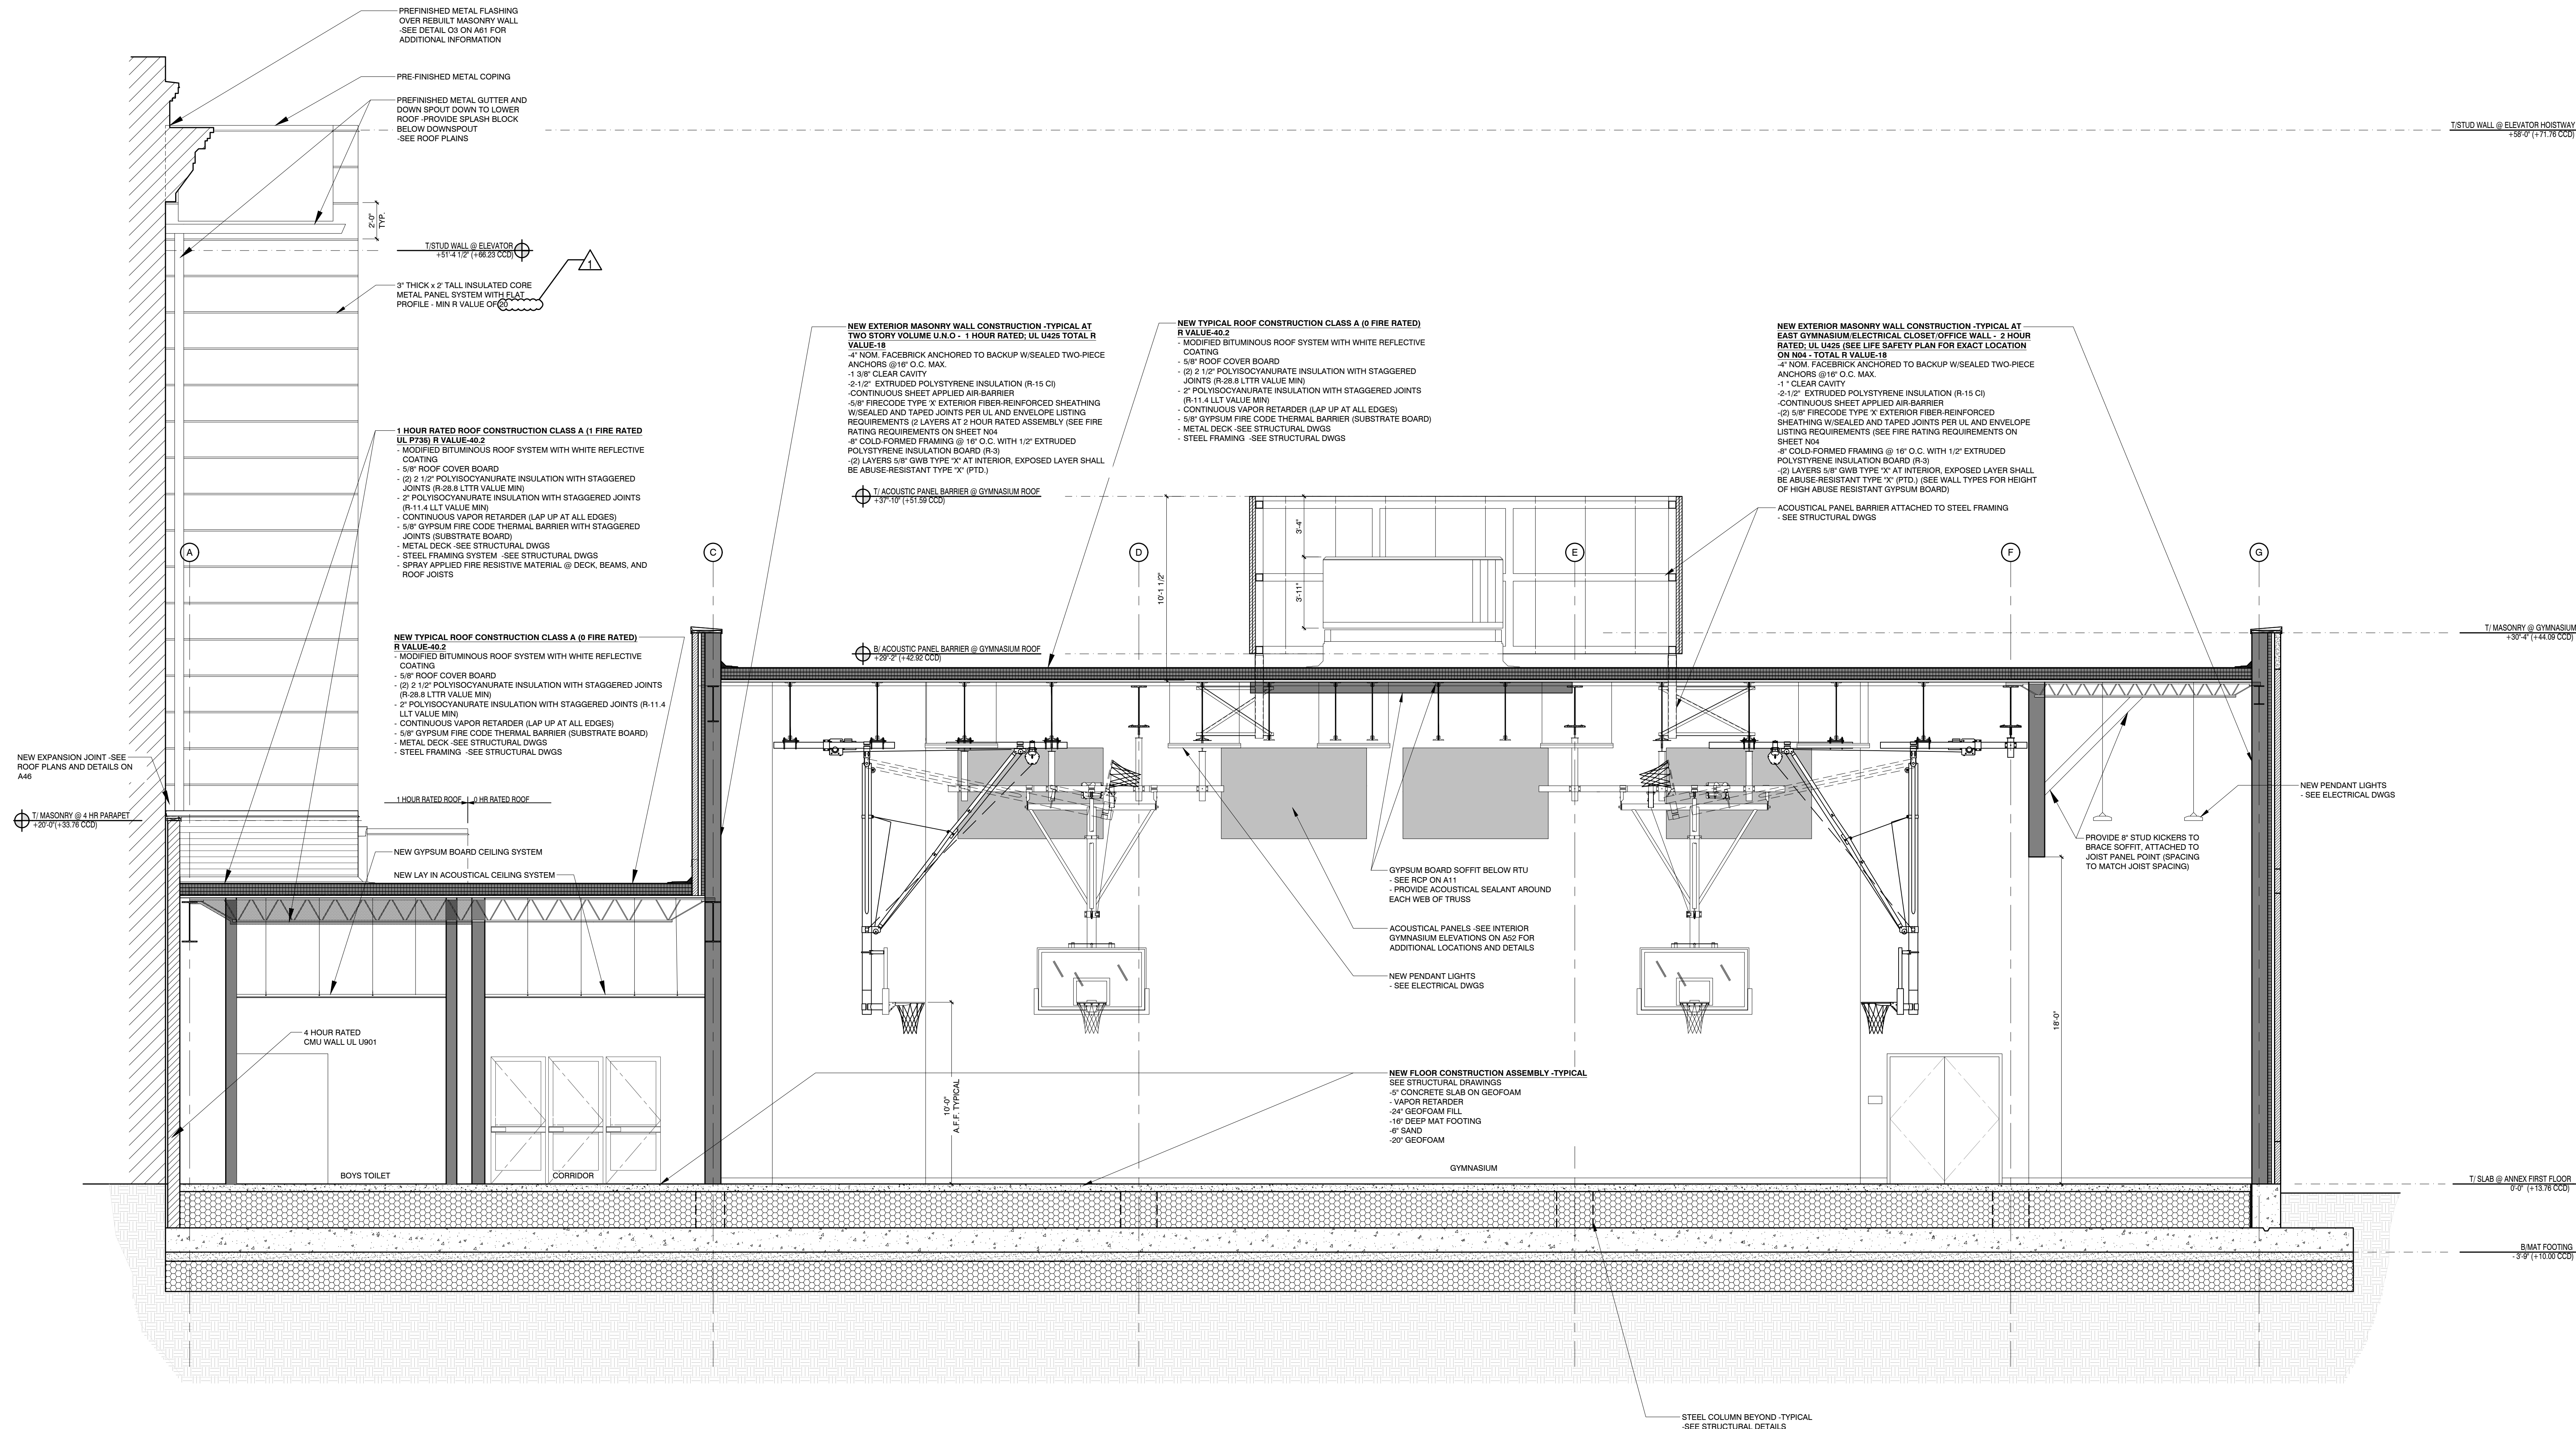 PREFINISHED METAL FLASHING
OVER REBUILT MASONRY WALL
-SEE DETAIL O3 ON A61 FOR
ADDITIONAL INFORMATION
PRE-FINISHED METAL COPING
PREFINISHED METAL GUTTER AND
DOWN SPOUT DOWN TO LOWER
ROOF -PROVIDE SPLASH BLOCK
BELOW DOWNSPOUT
-SEE ROOF PLAINS
T/STUD WALL @ ELEVATOR HOISTWAY
+58'-0" (+71.76 CCD)
2'-0"
TYP.
T/STUD WALL @ ELEVATOR
+51'-4 1/2" (+66.23 CCD)
1
3" THICK x 2' TALL INSULATED CORE
METAL PANEL SYSTEM WITH FLAT
PROFILE - MIN R VALUE OF 20
1 HOUR RATED ROOF CONSTRUCTION CLASS A (1 FIRE RATED
UL P735) R VALUE-40.2
- MODIFIED BITUMINOUS ROOF SYSTEM WITH WHITE REFLECTIVE
COATING
- 5/8" ROOF COVER BOARD
- (2) 2 1/2" POLYISOCYANURATE INSULATION WITH STAGGERED
JOINTS (R-28.8 LTTR VALUE MIN)
- 2" POLYISOCYANURATE INSULATION WITH STAGGERED JOINTS
(R-11.4 LLT VALUE MIN)
- CONTINUOUS VAPOR RETARDER (LAP UP AT ALL EDGES)
- 5/8" GYPSUM FIRE CODE THERMAL BARRIER WITH STAGGERED
JOINTS (SUBSTRATE BOARD)
- METAL DECK -SEE STRUCTURAL DWGS
- STEEL FRAMING SYSTEM -SEE STRUCTURAL DWGS
- SPRAY APPLIED FIRE RESISTIVE MATERIAL @ DECK, BEAMS, AND
ROOF JOISTS
NEW EXTERIOR MASONRY WALL CONSTRUCTION -TYPICAL AT
TWO STORY VOLUME U.N.O - 1 HOUR RATED; UL U425 TOTAL R
VALUE-18
-4" NOM. FACEBRICK ANCHORED TO BACKUP W/SEALED TWO-PIECE
ANCHORS @16" O.C. MAX.
-1 3/8" CLEAR CAVITY
-2-1/2" EXTRUDED POLYSTYRENE INSULATION (R-15 CI)
-CONTINUOUS SHEET APPLIED AIR-BARRIER
-5/8" FIRECODE TYPE 'X' EXTERIOR FIBER-REINFORCED SHEATHING
W/SEALED AND TAPED JOINTS PER UL AND ENVELOPE LISTING
REQUIREMENTS (2 LAYERS AT 2 HOUR RATED ASSEMBLY (SEE FIRE
RATING REQUIREMENTS ON SHEET N04
-8" COLD-FORMED FRAMING @ 16" O.C. WITH 1/2" EXTRUDED
POLYSTYRENE INSULATION BOARD (R-3)
-(2) LAYERS 5/8" GWB TYPE "X" AT INTERIOR, EXPOSED LAYER SHALL
BE ABUSE-RESISTANT TYPE "X" (PTD.)
NEW TYPICAL ROOF CONSTRUCTION CLASS A (0 FIRE RATED)
R VALUE-40.2
- MODIFIED BITUMINOUS ROOF SYSTEM WITH WHITE REFLECTIVE
COATING
- 5/8" ROOF COVER BOARD
- (2) 2 1/2" POLYISOCYANURATE INSULATION WITH STAGGERED
JOINTS (R-28.8 LTTR VALUE MIN)
- 2" POLYISOCYANURATE INSULATION WITH STAGGERED JOINTS
(R-11.4 LLT VALUE MIN)
- CONTINUOUS VAPOR RETARDER (LAP UP AT ALL EDGES)
- 5/8" GYPSUM FIRE CODE THERMAL BARRIER (SUBSTRATE BOARD)
- METAL DECK -SEE STRUCTURAL DWGS
- STEEL FRAMING -SEE STRUCTURAL DWGS
NEW EXTERIOR MASONRY WALL CONSTRUCTION -TYPICAL AT
EAST GYMNASIUM/ELECTRICAL CLOSET/OFFICE WALL - 2 HOUR
RATED; UL U425 (SEE LIFE SAFETY PLAN FOR EXACT LOCATION
ON N04 - TOTAL R VALUE-18
-4" NOM. FACEBRICK ANCHORED TO BACKUP W/SEALED TWO-PIECE
ANCHORS @16" O.C. MAX.
-1 " CLEAR CAVITY
-2-1/2" EXTRUDED POLYSTYRENE INSULATION (R-15 CI)
-CONTINUOUS SHEET APPLIED AIR-BARRIER
-(2) 5/8" FIRECODE TYPE 'X' EXTERIOR FIBER-REINFORCED
SHEATHING W/SEALED AND TAPED JOINTS PER UL AND ENVELOPE
LISTING REQUIREMENTS (SEE FIRE RATING REQUIREMENTS ON
SHEET N04
-8" COLD-FORMED FRAMING @ 16" O.C. WITH 1/2" EXTRUDED
POLYSTYRENE INSULATION BOARD (R-3)
-(2) LAYERS 5/8" GWB TYPE "X" AT INTERIOR, EXPOSED LAYER SHALL
BE ABUSE-RESISTANT TYPE "X" (PTD.) (SEE WALL TYPES FOR HEIGHT
OF HIGH ABUSE RESISTANT GYPSUM BOARD)
ACOUSTICAL PANEL BARRIER ATTACHED TO STEEL FRAMING
- SEE STRUCTURAL DWGS
T/ ACOUSTIC PANEL BARRIER @ GYMNASIUM ROOF
+37'-10" (+51.59 CCD)
3'-4"
3'-11"
10'-1 1/2"
A
C
D
E
F
G
B/ ACOUSTIC PANEL BARRIER @ GYMNASIUM ROOF
+29'-2" (+42.92 CCD)
T/ MASONRY @ GYMNASIUM
+30'-4" (+44.09 CCD)
NEW TYPICAL ROOF CONSTRUCTION CLASS A (0 FIRE RATED)
R VALUE-40.2
- MODIFIED BITUMINOUS ROOF SYSTEM WITH WHITE REFLECTIVE
COATING
- 5/8" ROOF COVER BOARD
- (2) 2 1/2" POLYISOCYANURATE INSULATION WITH STAGGERED JOINTS
(R-28.8 LTTR VALUE MIN)
- 2" POLYISOCYANURATE INSULATION WITH STAGGERED JOINTS (R-11.4
LLT VALUE MIN)
- CONTINUOUS VAPOR RETARDER (LAP UP AT ALL EDGES)
- 5/8" GYPSUM FIRE CODE THERMAL BARRIER (SUBSTRATE BOARD)
- METAL DECK -SEE STRUCTURAL DWGS
- STEEL FRAMING -SEE STRUCTURAL DWGS
NEW EXPANSION JOINT -SEE
ROOF PLANS AND DETAILS ON
A46
1 HOUR RATED ROOF
0 HR RATED ROOF
T/ MASONRY @ 4 HR PARAPET
+20'-0"(+33.76 CCD)
NEW GYPSUM BOARD CEILING SYSTEM
NEW LAY IN ACOUSTICAL CEILING SYSTEM
NEW PENDANT LIGHTS
- SEE ELECTRICAL DWGS
PROVIDE 8" STUD KICKERS TO
BRACE SOFFIT, ATTACHED TO
JOIST PANEL POINT (SPACING
TO MATCH JOIST SPACING)
GYPSUM BOARD SOFFIT BELOW RTU
- SEE RCP ON A11
- PROVIDE ACOUSTICAL SEALANT AROUND
EACH WEB OF TRUSS
ACOUSTICAL PANELS -SEE INTERIOR
GYMNASIUM ELEVATIONS ON A52 FOR
ADDITIONAL LOCATIONS AND DETAILS
NEW PENDANT LIGHTS
- SEE ELECTRICAL DWGS
4 HOUR RATED
CMU WALL UL U901
10'-0"
A.F.F. TYPICAL
18'-0"
NEW FLOOR CONSTRUCTION ASSEMBLY -TYPICAL
SEE STRUCTURAL DRAWINGS
-5" CONCRETE SLAB ON GEOFOAM
- VAPOR RETARDER
-24" GEOFOAM FILL
-16" DEEP MAT FOOTING
-6" SAND
-20" GEOFOAM
BOYS TOILET
CORRIDOR
GYMNASIUM
T/ SLAB @ ANNEX FIRST FLOOR
0'-0" (+13.76 CCD)
B/MAT FOOTING
- 3'-9" (+10.00 CCD)
STEEL COLUMN BEYOND -TYPICAL
-SEE STRUCTURAL DETAILS